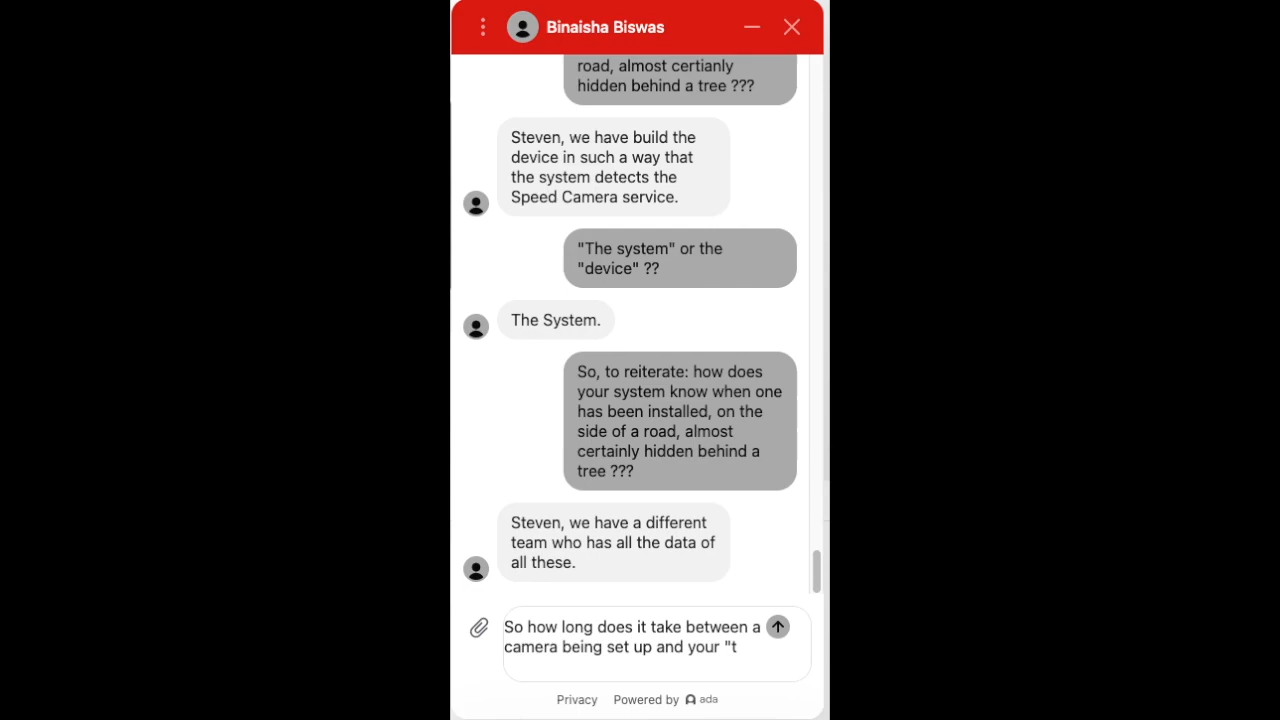 Binaisha Biswas
road, almost certianly
hidden behind a tree ???
Steven, we have build the
device in such a way that
the system detects the
Speed Camera service.
"The system" or the
"device" ??
The System.
So, to reiterate: how does
your system know when one
has been installed, on the
side of a road, almost
certainly hidden behind a
tree ???
Steven, we have a different
team who has all the data of
all these.
So how long does it take between a
camera being set up and your "t
Privacy Powered by ada